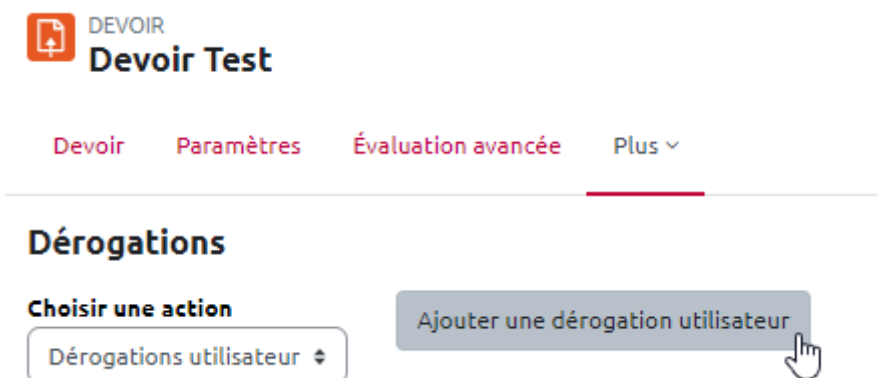 DEVOIR
Devoir Test
Devoir Paramètres Évaluation avancée Plus
Dérogations
Choisir une action
Ajouter une dérogation utilisateur
Dérogations utilisateur